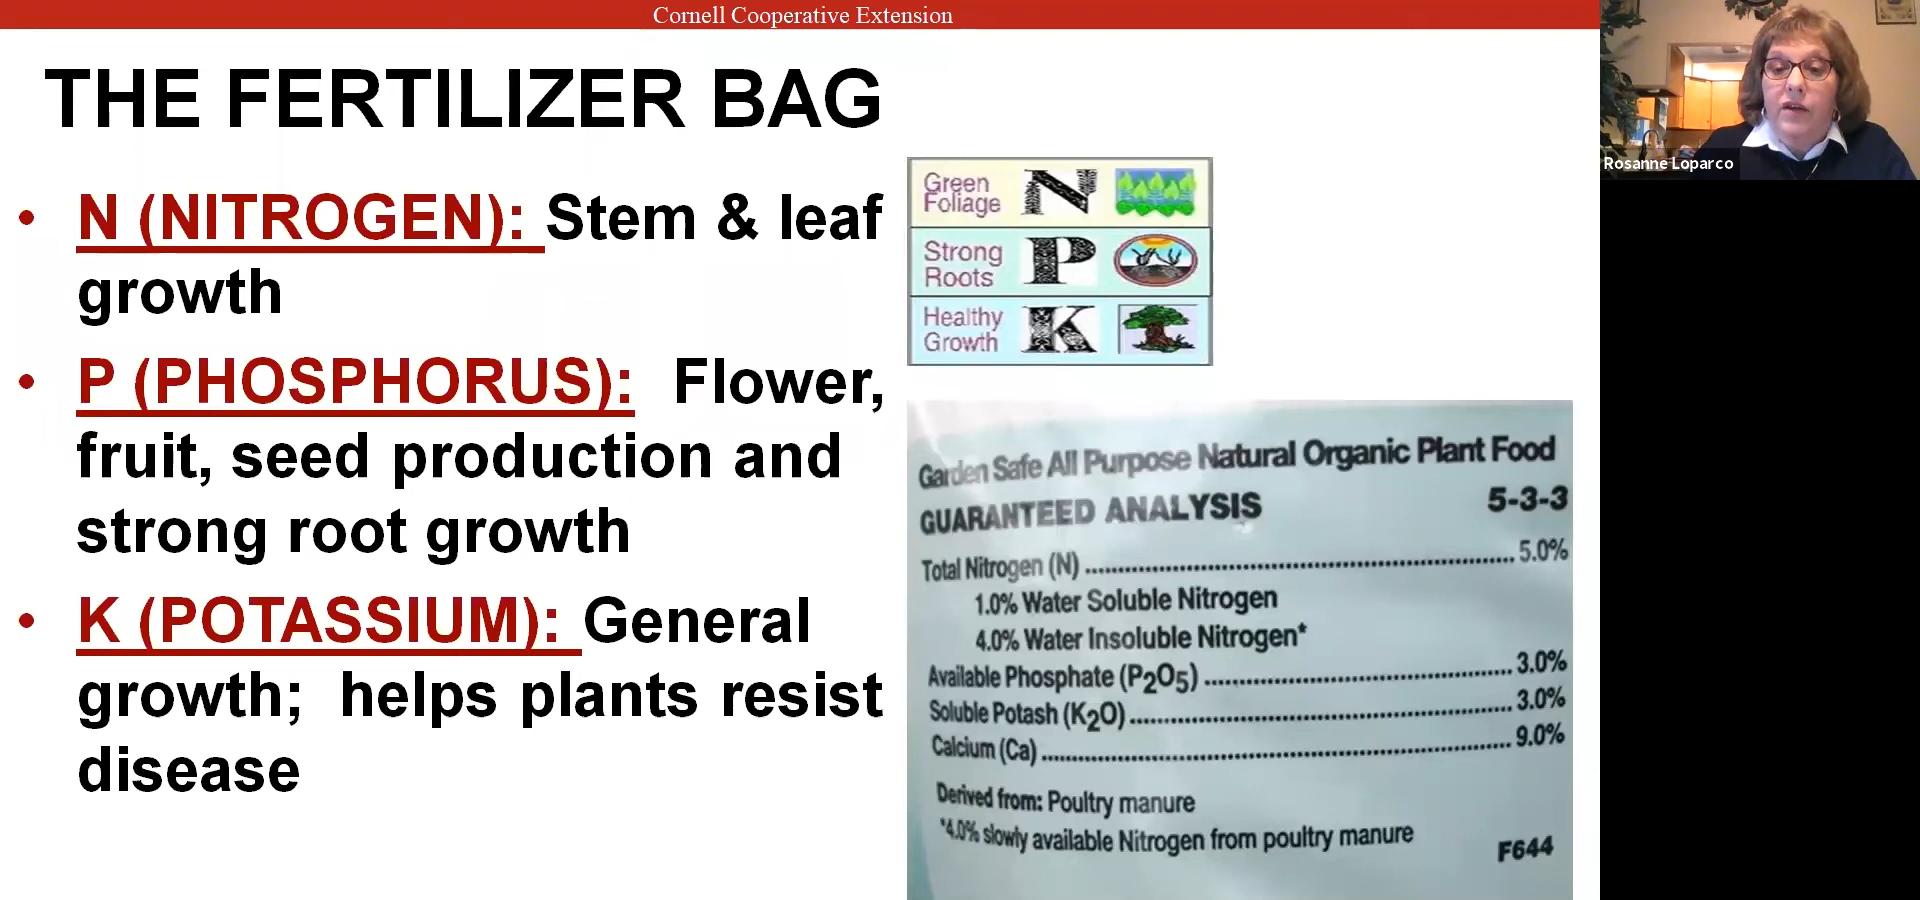 Cornell Cooperative Extension
THE FERTILIZER BAG
• N (NITROGEN): Stem & leaf
growth
• P (PHOSPHORUS): Flower,
fruit, seed production and
strong root growth
• K (POTASSIUM): General
growth; helps plants resist
disease
Green
Foliage
N
Strong
Roots
P
Healthy
Growth
K
Garden Safe All Purpose Natural Organic Plant Food
GUARANTEED ANALYSIS 5-3-3
Total Nitrogen (N) ........ 5.0%
1.0% Water Soluble Nitrogen
4.0% Water Insoluble Nitrogen*
Available Phosphate (P2O5) ........ 3.0%
Soluble Potash (K2O) ........ 3.0%
Calcium (Ca) ........ 9.0%
Derived from: Poultry manure
*4.0% slowly available Nitrogen from poultry manure
F644
Rosanne Loparco